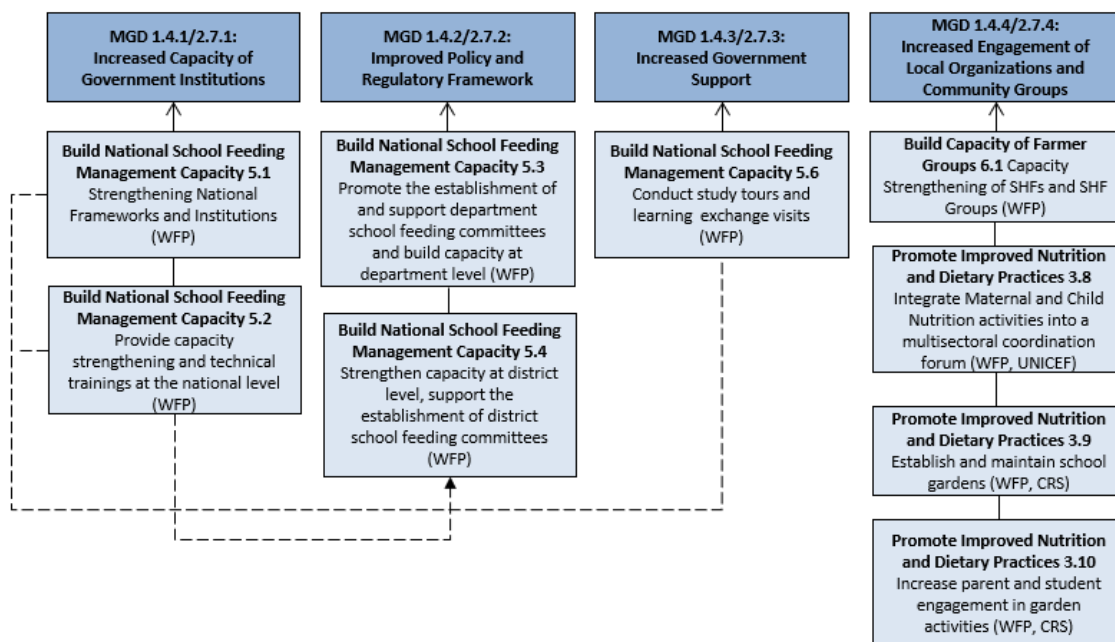 MGD 1.4.1/2.7.1:
Increased Capacity of
Government Institutions
Build National School Feeding
Management Capacity 5.1
Strengthening National
Frameworks and Institutions
(WFP)
Build National School Feeding
Management Capacity 5.2
Provide capacity
strengthening and technical
trainings at the national level
(WFP)
MGD 1.4.2/2.7.2:
Improved Policy and
Regulatory Framework
Build National School Feeding
Management Capacity 5.3
Promote the establishment of
and support department
school feeding committees
and build capacity at
department level (WFP)
Build National School Feeding
Management Capacity 5.4
Strengthen capacity at district
level, support the
establishment of district
school feeding committees
(WFP)
MGD 1.4.3/2.7.3:
Increased Government
Support
Build National School Feeding
Management Capacity 5.6
Conduct study tours and
learning exchange visits
(WFP)
MGD 1.4.4/2.7.4:
Increased Engagement of
Local Organizations and
Community Groups
Build Capacity of Farmer
Groups 6.1 Capacity
Strengthening of SHFs and SHF
Groups (WFP)
Promote Improved Nutrition
and Dietary Practices 3.8
Integrate Maternal and Child
Nutrition activities into a
multisectoral coordination
forum (WFP, UNICEF)
Promote Improved Nutrition
and Dietary Practices 3.9
Establish and maintain school
gardens (WFP, CRS)
Promote Improved Nutrition
and Dietary Practices 3.10
Increase parent and student
engagement in garden
activities (WFP, CRS)